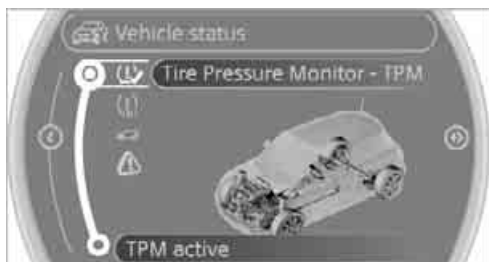 Vehicle status
Tire Pressure Monitor - TPM
TPM active